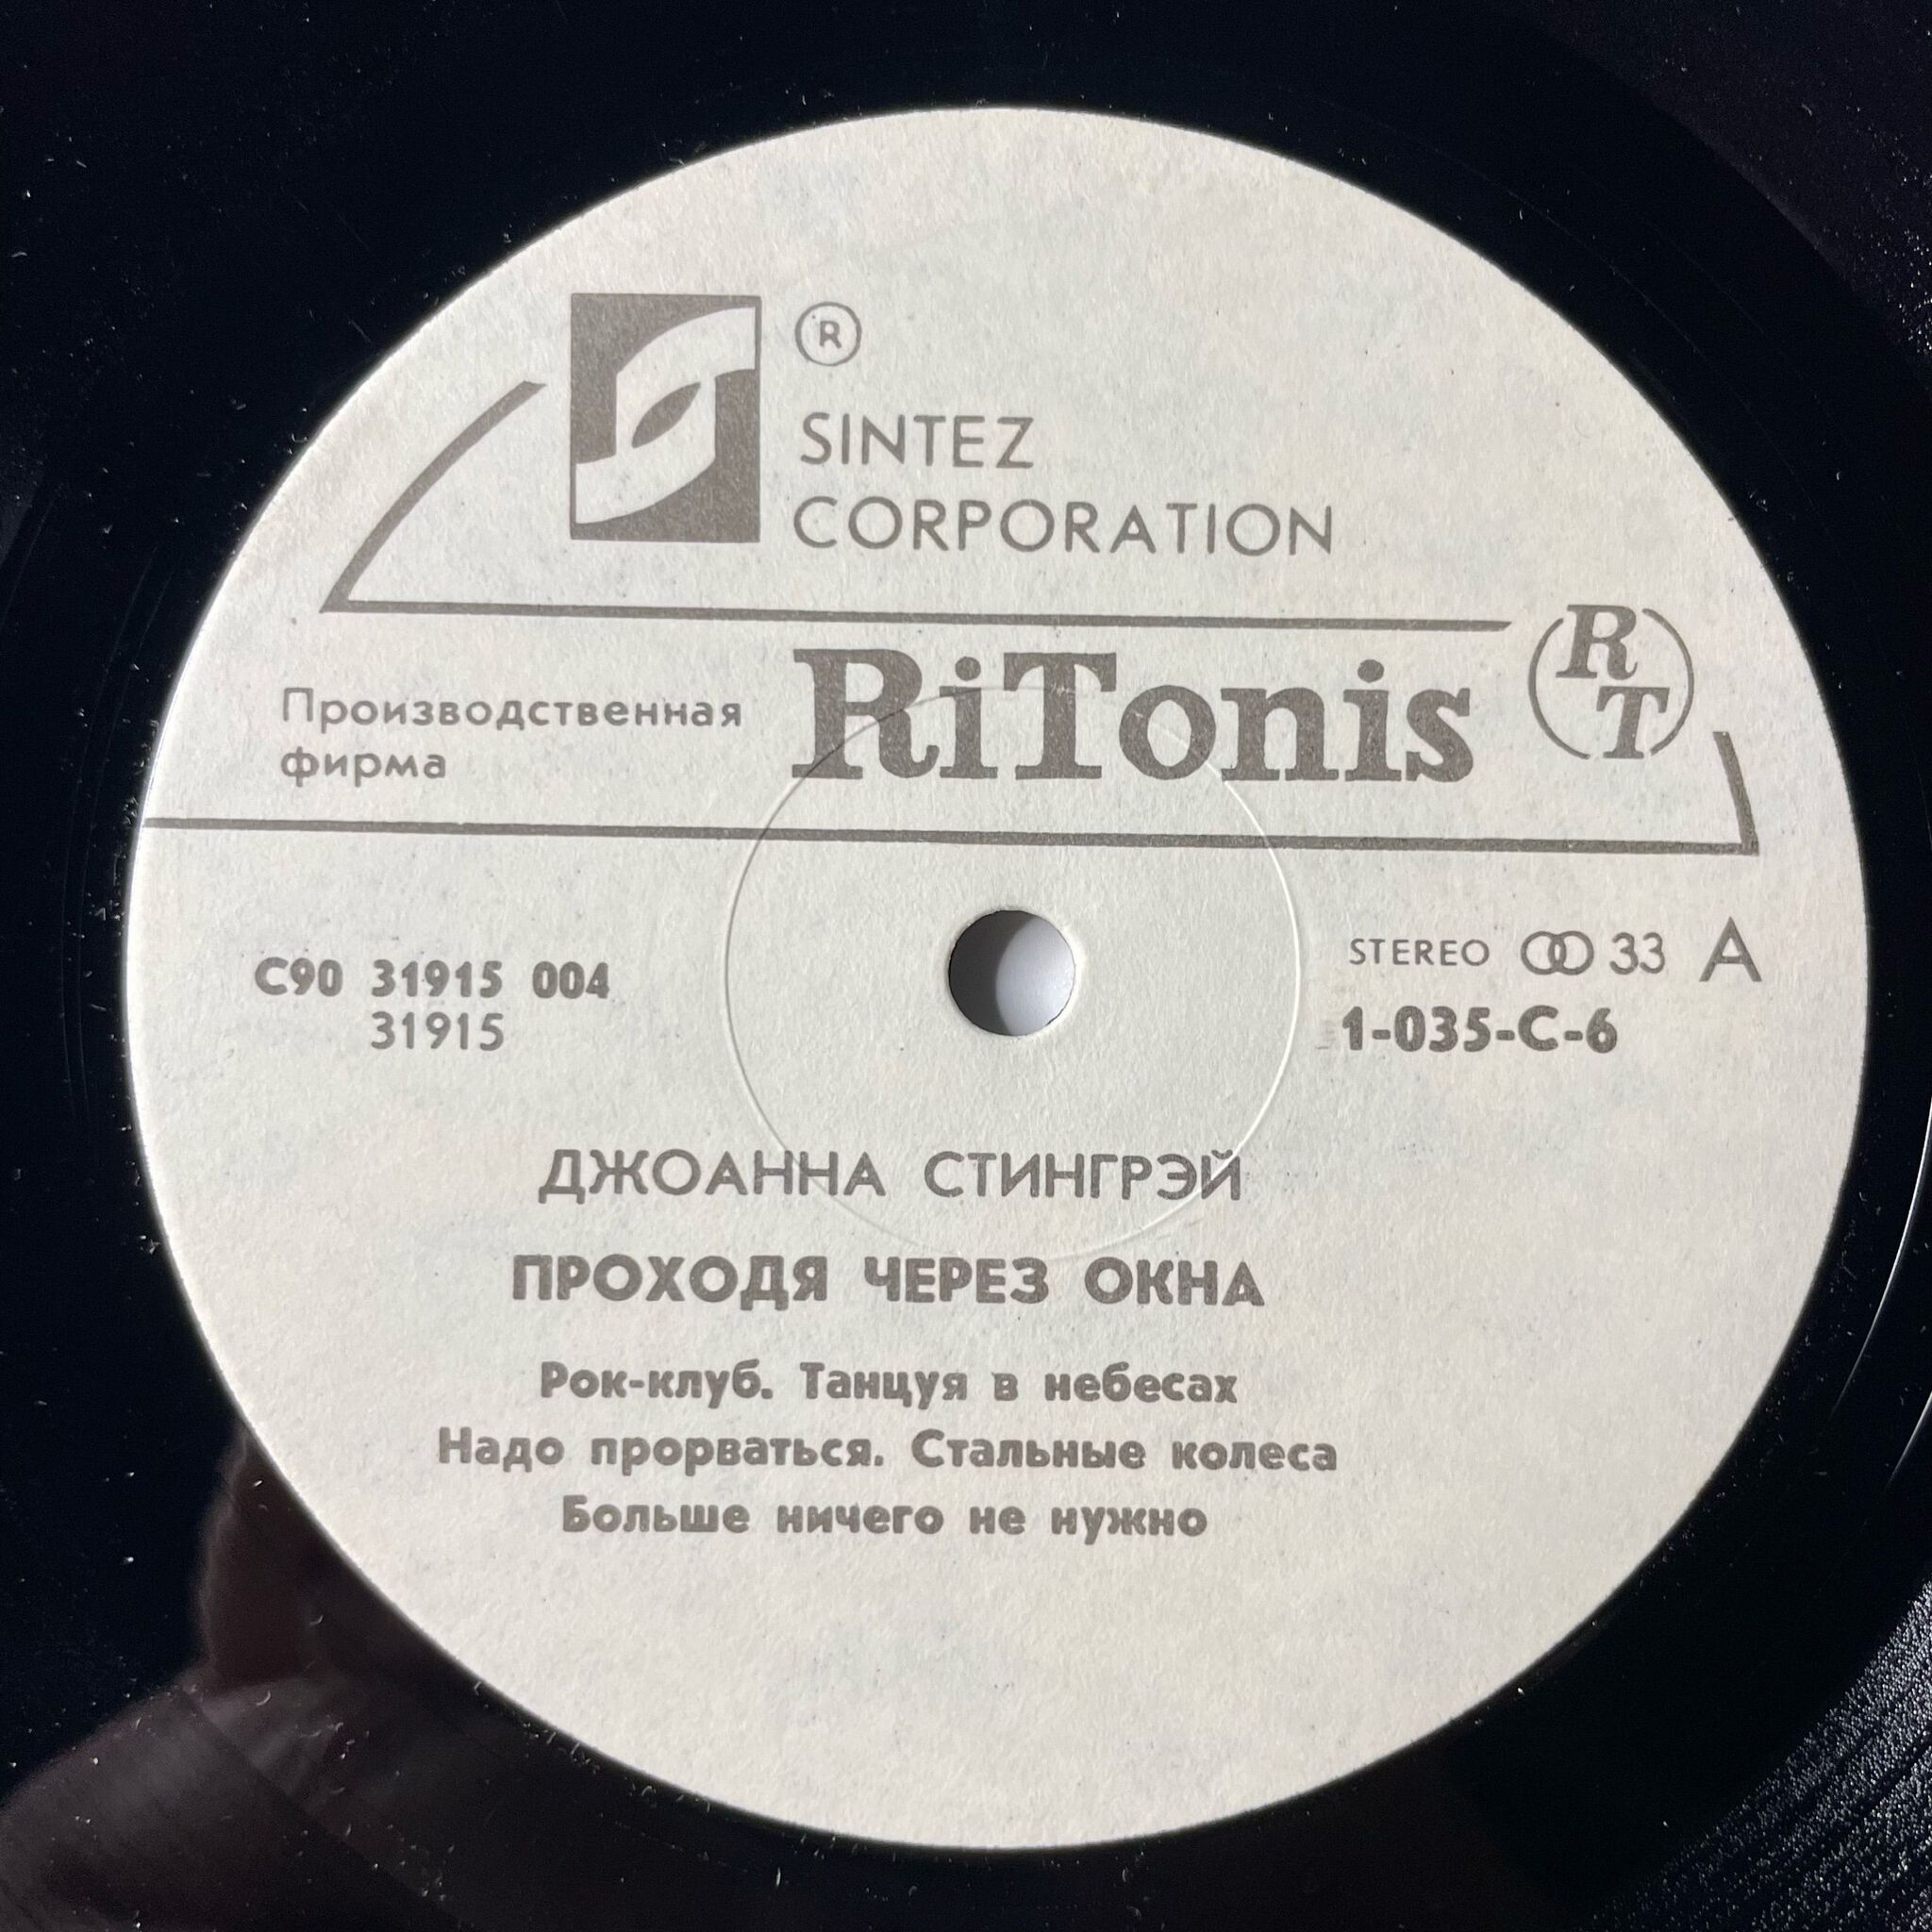 ®
SINTEZ
CORPORATION
Производственная
фирма
RiTonis
RT
С90 31915 004
31915
STEREO 33 A
1-035-С-6
ДЖОАННА СТИНГРЭЙ
ПРОХОДЯ ЧЕРЕЗ ОКНА
Рок-клуб. Танцуя в небесах
Надо прорваться. Стальные колеса
Больше ничего не нужно